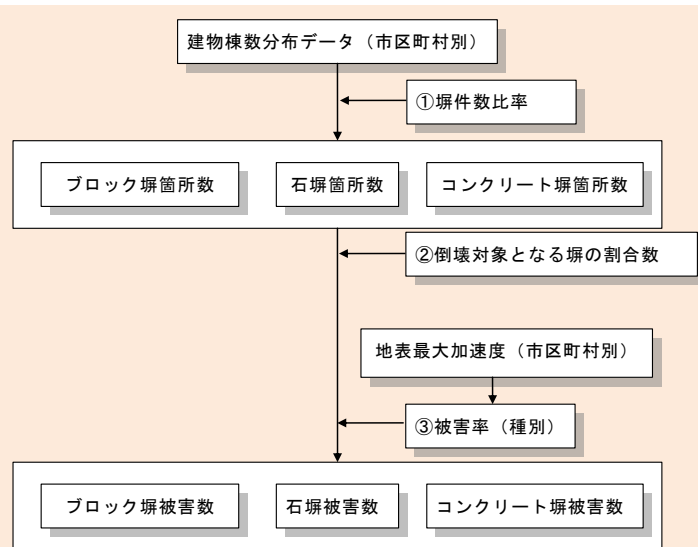 建物棟数分布データ（市区町村別）
①塀件数比率
ブロック塀箇所数
石塀箇所数
コンクリート塀箇所数
②倒壊対象となる塀の割合数
地表最大加速度（市区町村別）
③被害率（種別）
ブロック塀被害数
石塀被害数
コンクリート塀被害数